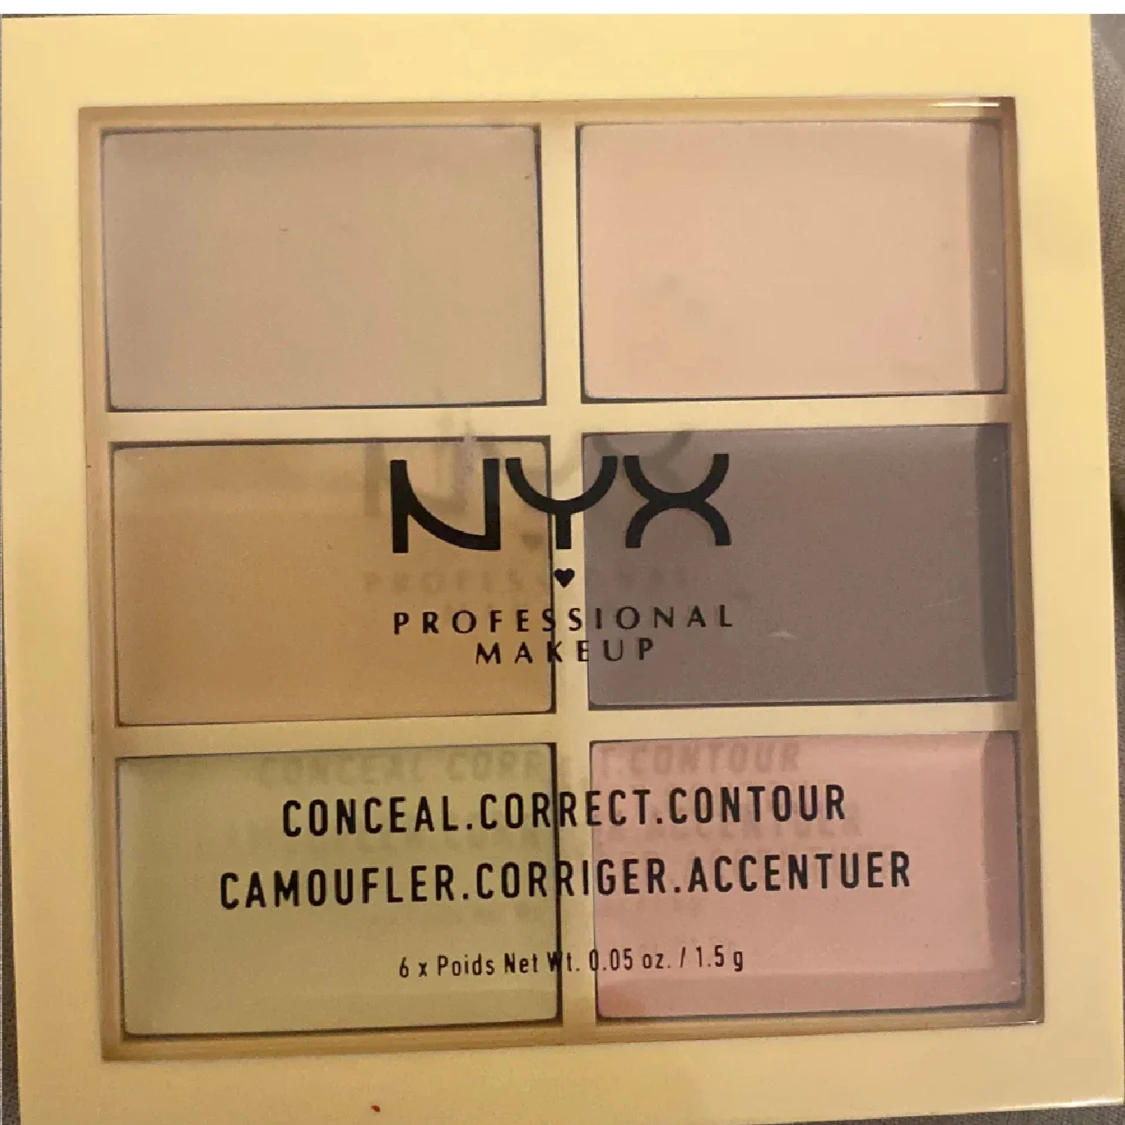 NYX
PROFESSIONAL
MAKEUP
CONCEAL.CORRECT.CONTOUR
CAMOUFLER.CORRIGER.ACCENTUER
6 x Poids Net Wt. 0.05 oz. / 1.5 g